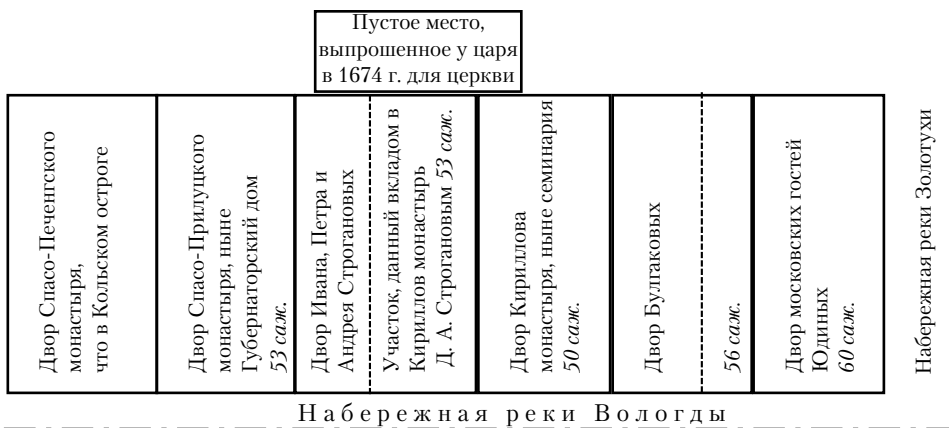 Пустое место,
выпрошенное у царя
в 1674 г. для церкви
Двор Спасо-Печенгского
монастыря,
что в Кольском остроге
Двор Спасо-Прилуцкого
монастыря, ныне
Губернаторский дом
53 саж.
Двор Ивана, Петра и
Андрея Строгановых
Участок, данный вкладом в
Кириллов монастырь
Д. А. Строгановым 53 саж.
Двор Кириллова
монастыря, ныне семинария
50 саж.
Двор Булгаковых
56 саж.
Двор московских гостей
Юдиных
60 саж.
Набережная реки Золотухи
Набережная реки Вологды